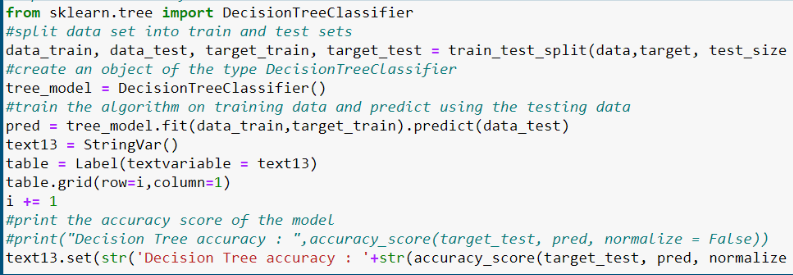 from sklearn.tree import DecisionTreeClassifier
#split data set into train and test sets
data_train, data_test, target_train, target_test = train_test_split(data,target, test_size
#create an object of the type DecisionTreeClassifier
tree_model = DecisionTreeClassifier()
#train the algorithm on training data and predict using the testing data
pred = tree_model.fit(data_train,target_train).predict(data_test)
text13 = StringVar()
table = Label(textvariable = text13)
table.grid(row=i,column=1)
i += 1
#print the accuracy score of the model
#print("Decision Tree accuracy : ",accuracy_score(target_test, pred, normalize = False))
text13.set(str('Decision Tree accuracy : '+str(accuracy_score(target_test, pred, normalize